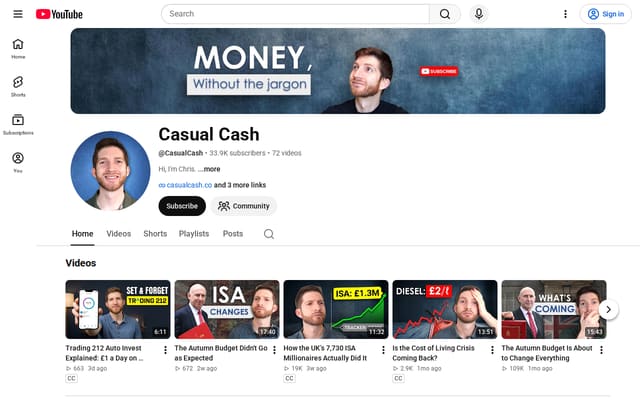 YouTube
Search
Sign in
Home
Shorts
Subscriptions
You
MONEY,
Without the jargon
SUBSCRIBE
Casual Cash
@CasualCash • 33.9K subscribers • 72 videos
Hi, I'm Chris. ...more
casualcash.co and 3 more links
Subscribe
Community
Home Videos Shorts Playlists Posts
Videos
SET & FORGET
TRADING 212
6:11
ISA
CHANGES
17:40
ISA: £1.3M
TRACKER
11:32
DIESEL: £2/ℓ
13:51
WHAT'S
COMING
15:43
Trading 212 Auto Invest
Explained: £1 a Day on ...
663 3d ago
CC
The Autumn Budget Didn't Go
as Expected
672 2w ago
How the UK's 7,730 ISA
Millionaires Actually Did It
19K 3w ago
CC
Is the Cost of Living Crisis
Coming Back?
2.9K 1mo ago
CC
The Autumn Budget Is About
to Change Everything
109K 1mo ago